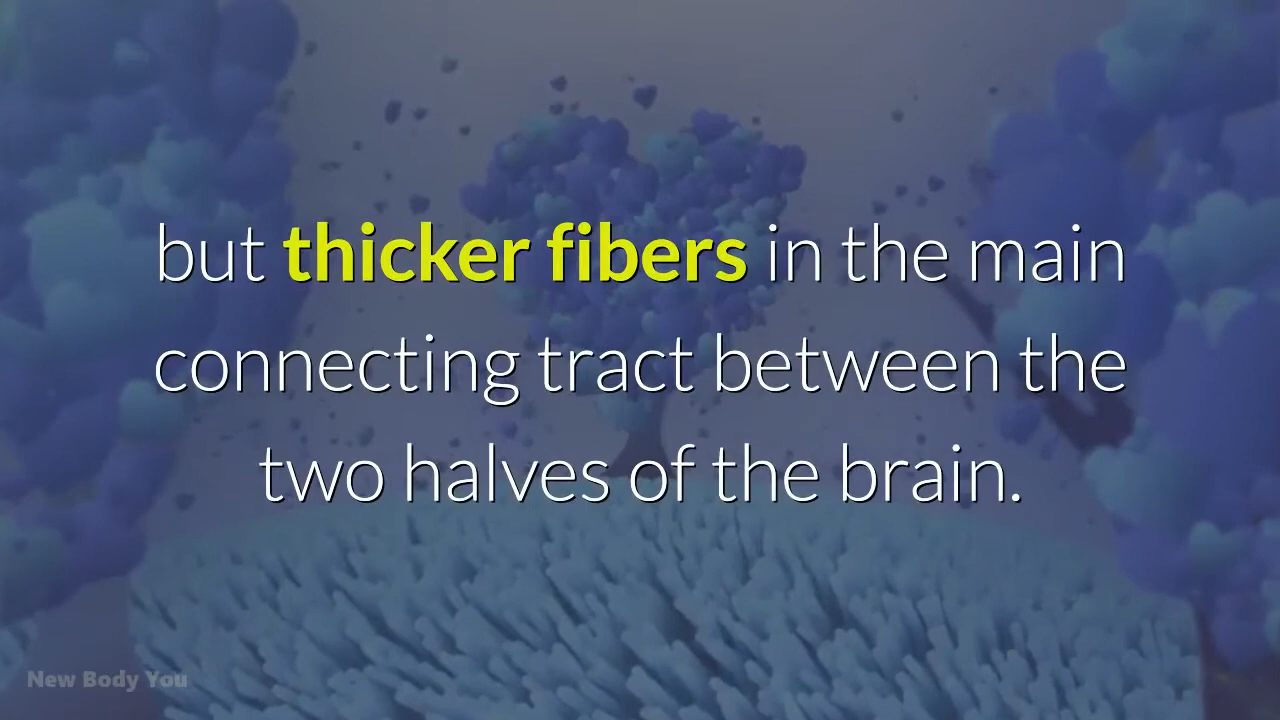 but thicker fibers in the main
connecting tract between the
two halves of the brain.
New Body You